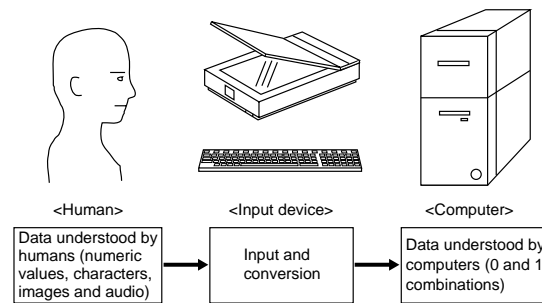 <Human>
<Input device>
<Computer>
Data understood by
humans (numeric
values, characters,
images and audio)
Input and
conversion
Data understood by
computers (0 and 1
combinations)